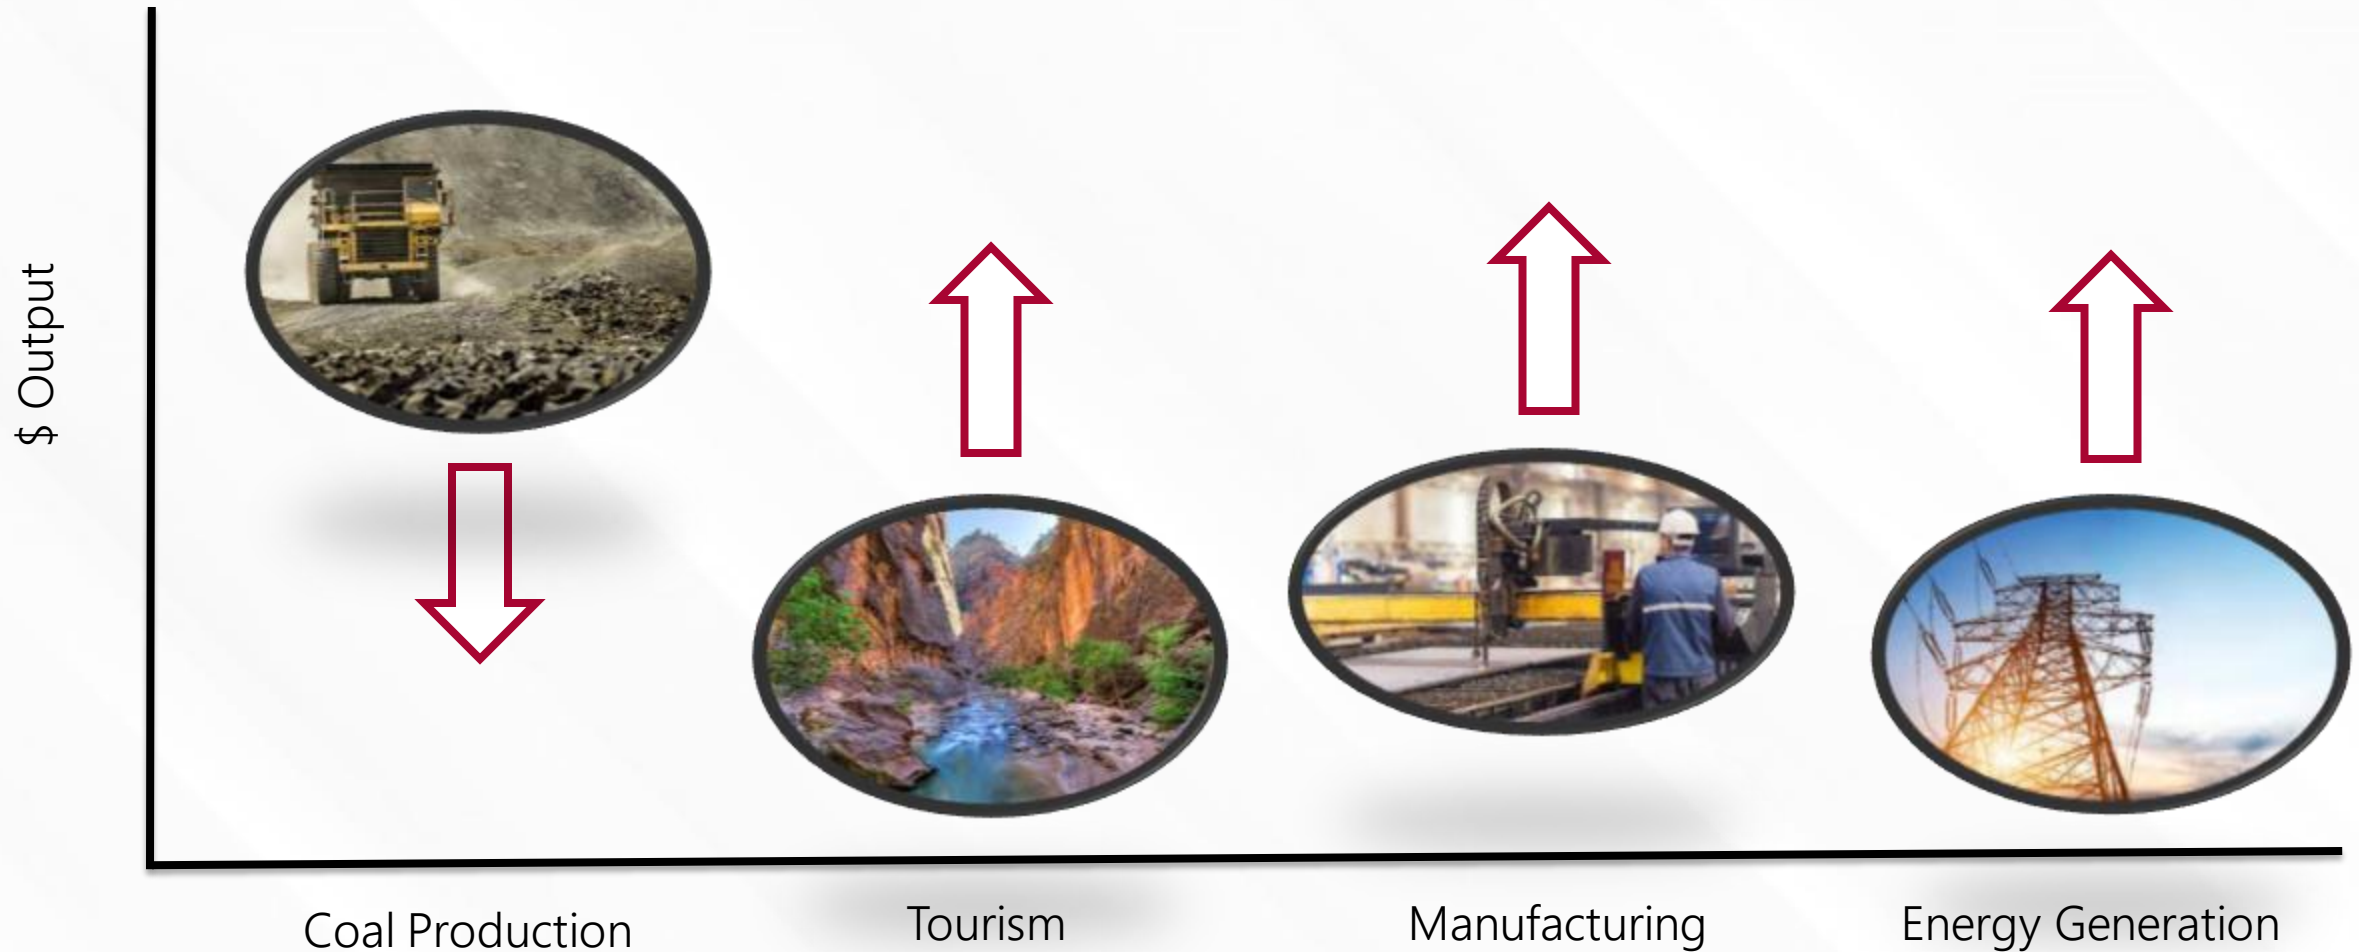 $ Output
Coal Production
Tourism
Manufacturing
Energy Generation